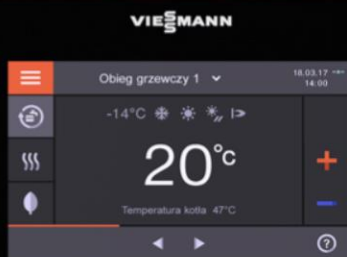 VIESMANN
Obieg grzewczy 1
18.03.17
14:00
-14°C
20°C
Temperatura kotła 47°C
?